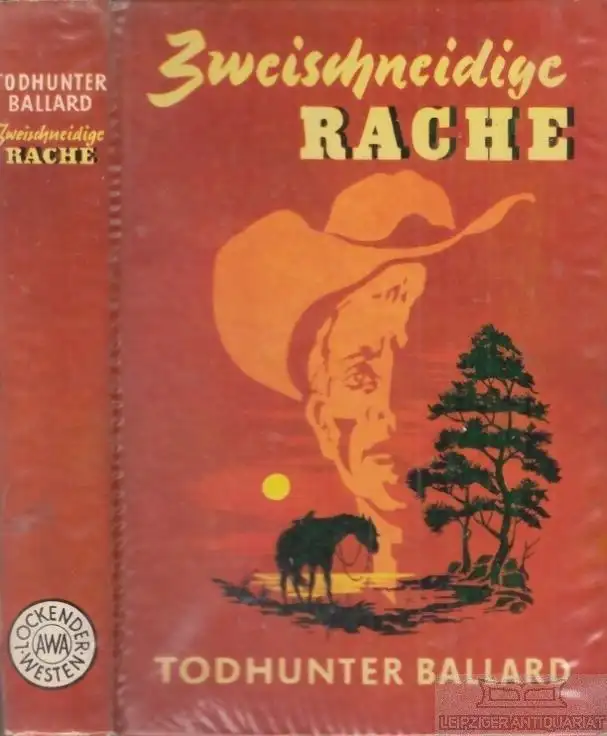 TODHUNTER
BALLARD
Zweischneidige
RACHE
LOCKENDER
AWA
WESTEN
Zweischneidige
RACHE
TODHUNTER BALLARD
LEIPZIGER ANTIQUARIAT